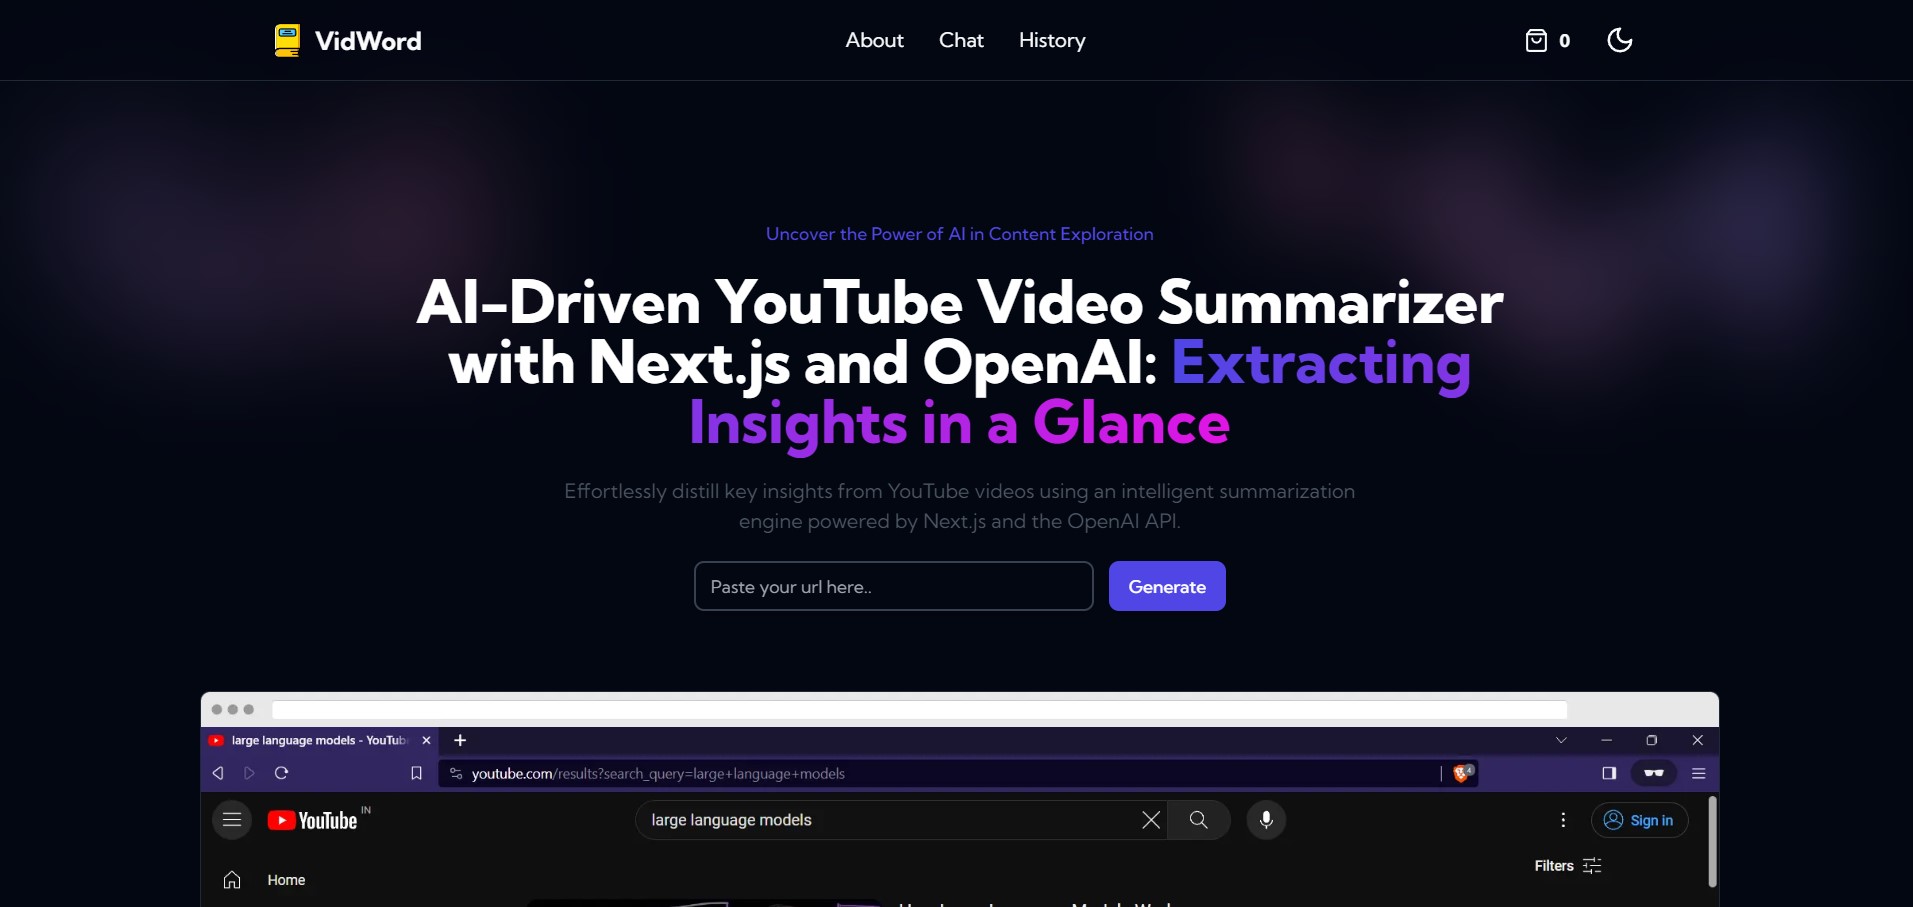 VidWord
About Chat History
0
Uncover the Power of AI in Content Exploration
AI-Driven YouTube Video Summarizer
with Next.js and OpenAI: Extracting
Insights in a Glance
Effortlessly distill key insights from YouTube videos using an intelligent summarization
engine powered by Next.js and the OpenAI API.
Paste your url here.. Generate
large language models - YouTub
youtube.com/results?search_query=large+language+models 4
YouTube IN large language models Sign in
Filters
Home